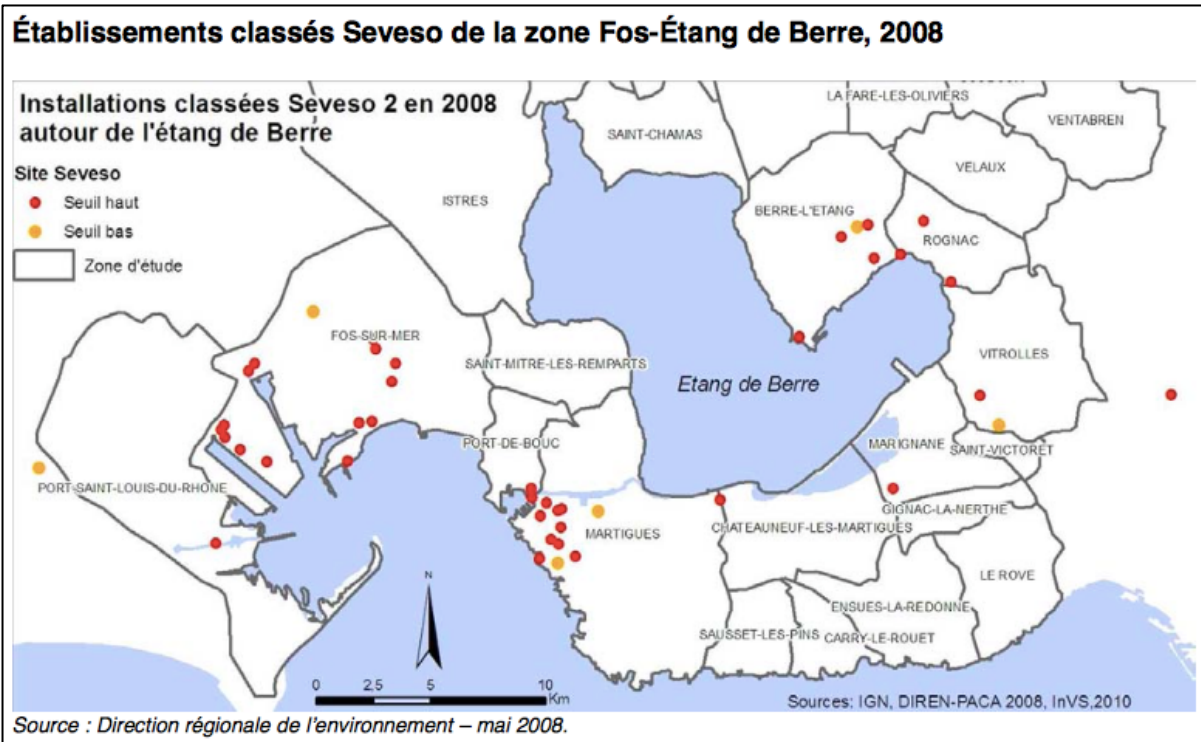 Établissements classés Seveso de la zone Fos-Étang de Berre, 2008
Installations classées Seveso 2 en 2008
autour de l'étang de Berre
Site Seveso
Seuil haut
Seuil bas
Zone d'étude
LA FARE-LES-OLIVIERS
VENTABREN
SAINT-CHAMAS
VELAUX
ISTRES
BERRE-L'ETANG
ROGNAC
FOS-SUR-MER
SAINT-MITRE-LES-REMPARTS
VITROLLES
Etang de Berre
PORT-DE-BOUC
MARIGNANE
SAINT-VICTORET
PORT-SAINT-LOUIS-DU-RHONE
GIGNAC-LA-NERTHE
MARTIGUES
CHATEAUNEUF-LES-MARTIGUES
LE ROVE
N
ENSUES-LA-REDONNE
SAUSSET-LES-PINS
CARRY-LE-ROUET
0 2,5 5 10
Km
Sources: IGN, DIREN-PACA 2008, InVS,2010
Source : Direction régionale de l'environnement – mai 2008.